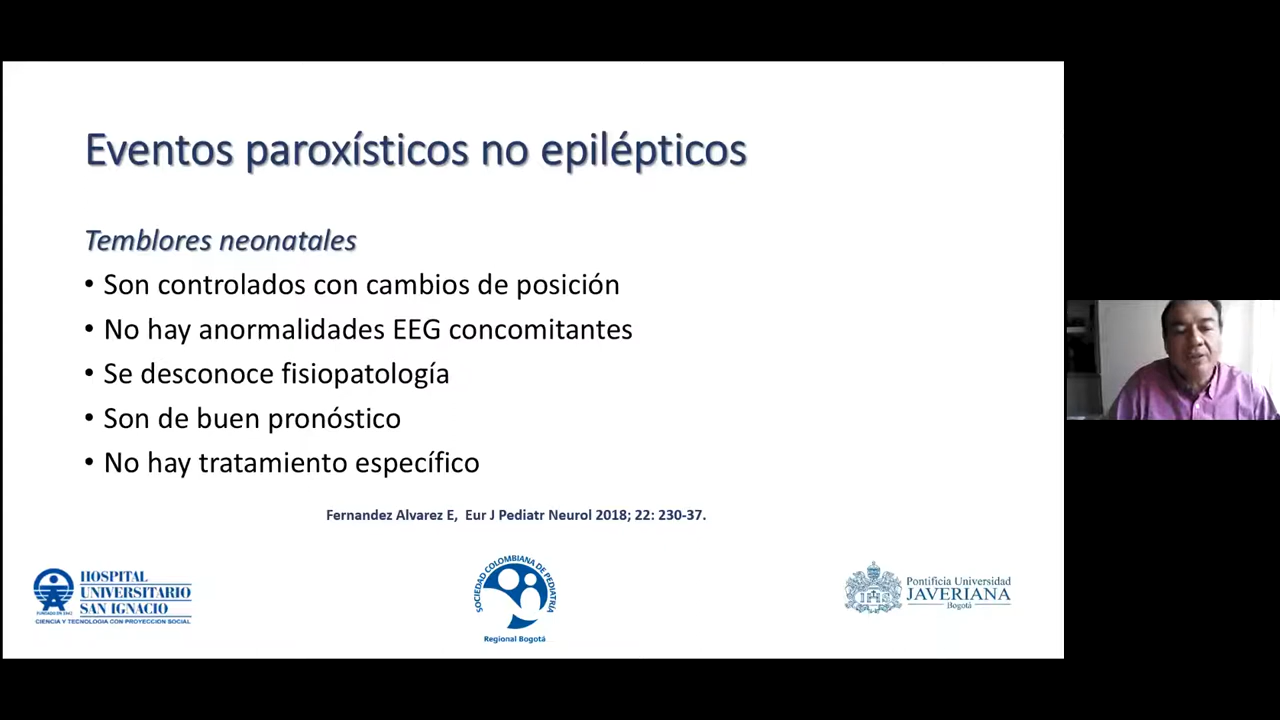 Eventos paroxísticos no epilépticos
Temblores neonatales
• Son controlados con cambios de posición
• No hay anormalidades EEG concomitantes
• Se desconoce fisiopatología
• Son de buen pronóstico
• No hay tratamiento específico
Fernandez Alvarez E, Eur J Pediatr Neurol 2018; 22: 230-37.
HOSPITAL
UNIVERSITARIO
SAN IGNACIO
CIENCIA Y TECNOLOGIA CON PROYECCION SOCIAL
SOCIEDAD COLOMBIANA DE PEDIATRÍA
Regional Bogotá
Pontificia Universidad
JAVERIANA
Bogotá